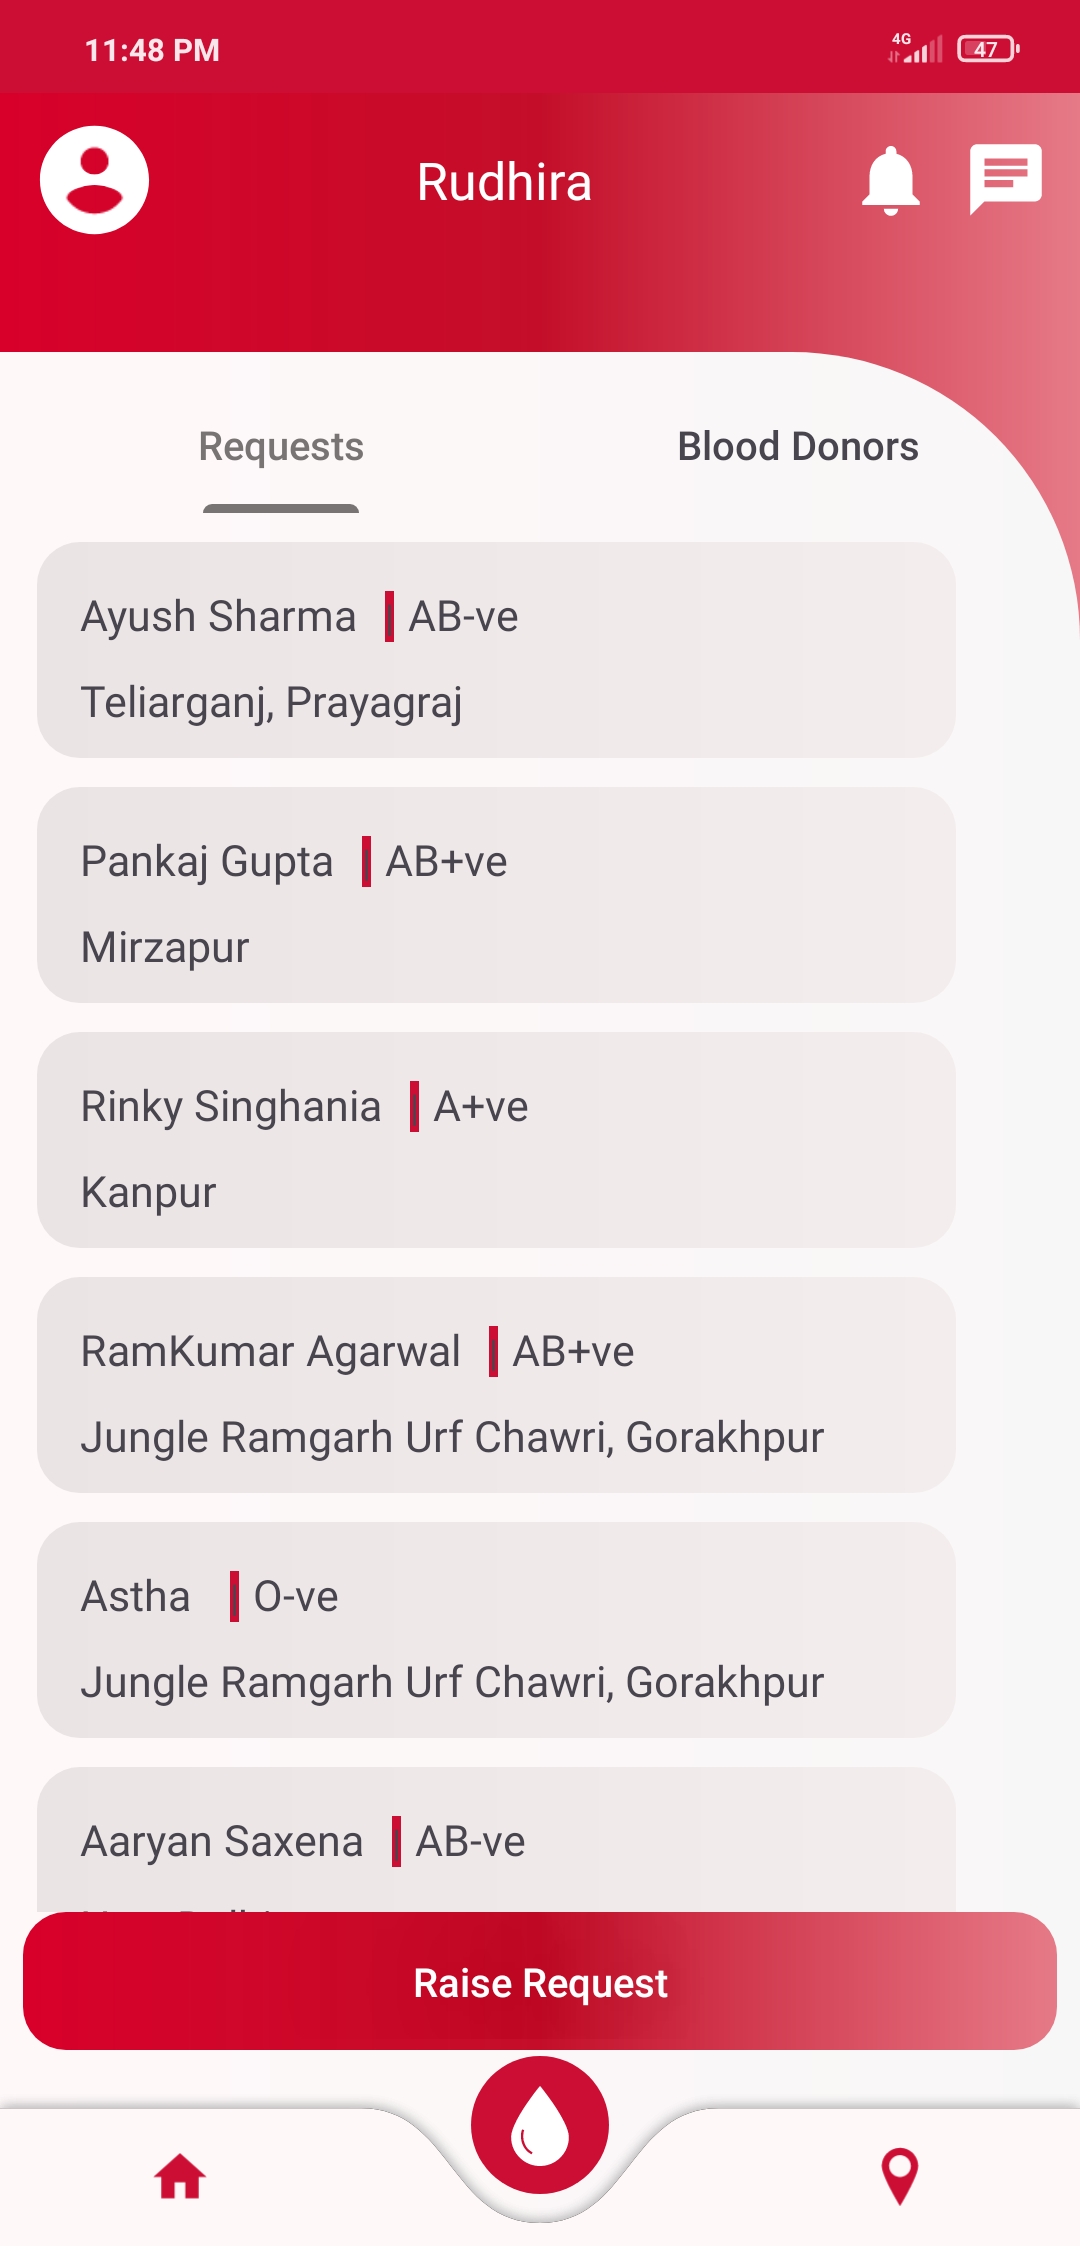 11:48 PM
4G
47
Rudhira
Requests
Blood Donors
Ayush Sharma | AB-ve
Teliarganj, Prayagraj
Pankaj Gupta | AB+ve
Mirzapur
Rinky Singhania | A+ve
Kanpur
RamKumar Agarwal | AB+ve
Jungle Ramgarh Urf Chawri, Gorakhpur
Astha | O-ve
Jungle Ramgarh Urf Chawri, Gorakhpur
Aaryan Saxena | AB-ve
Raise Request